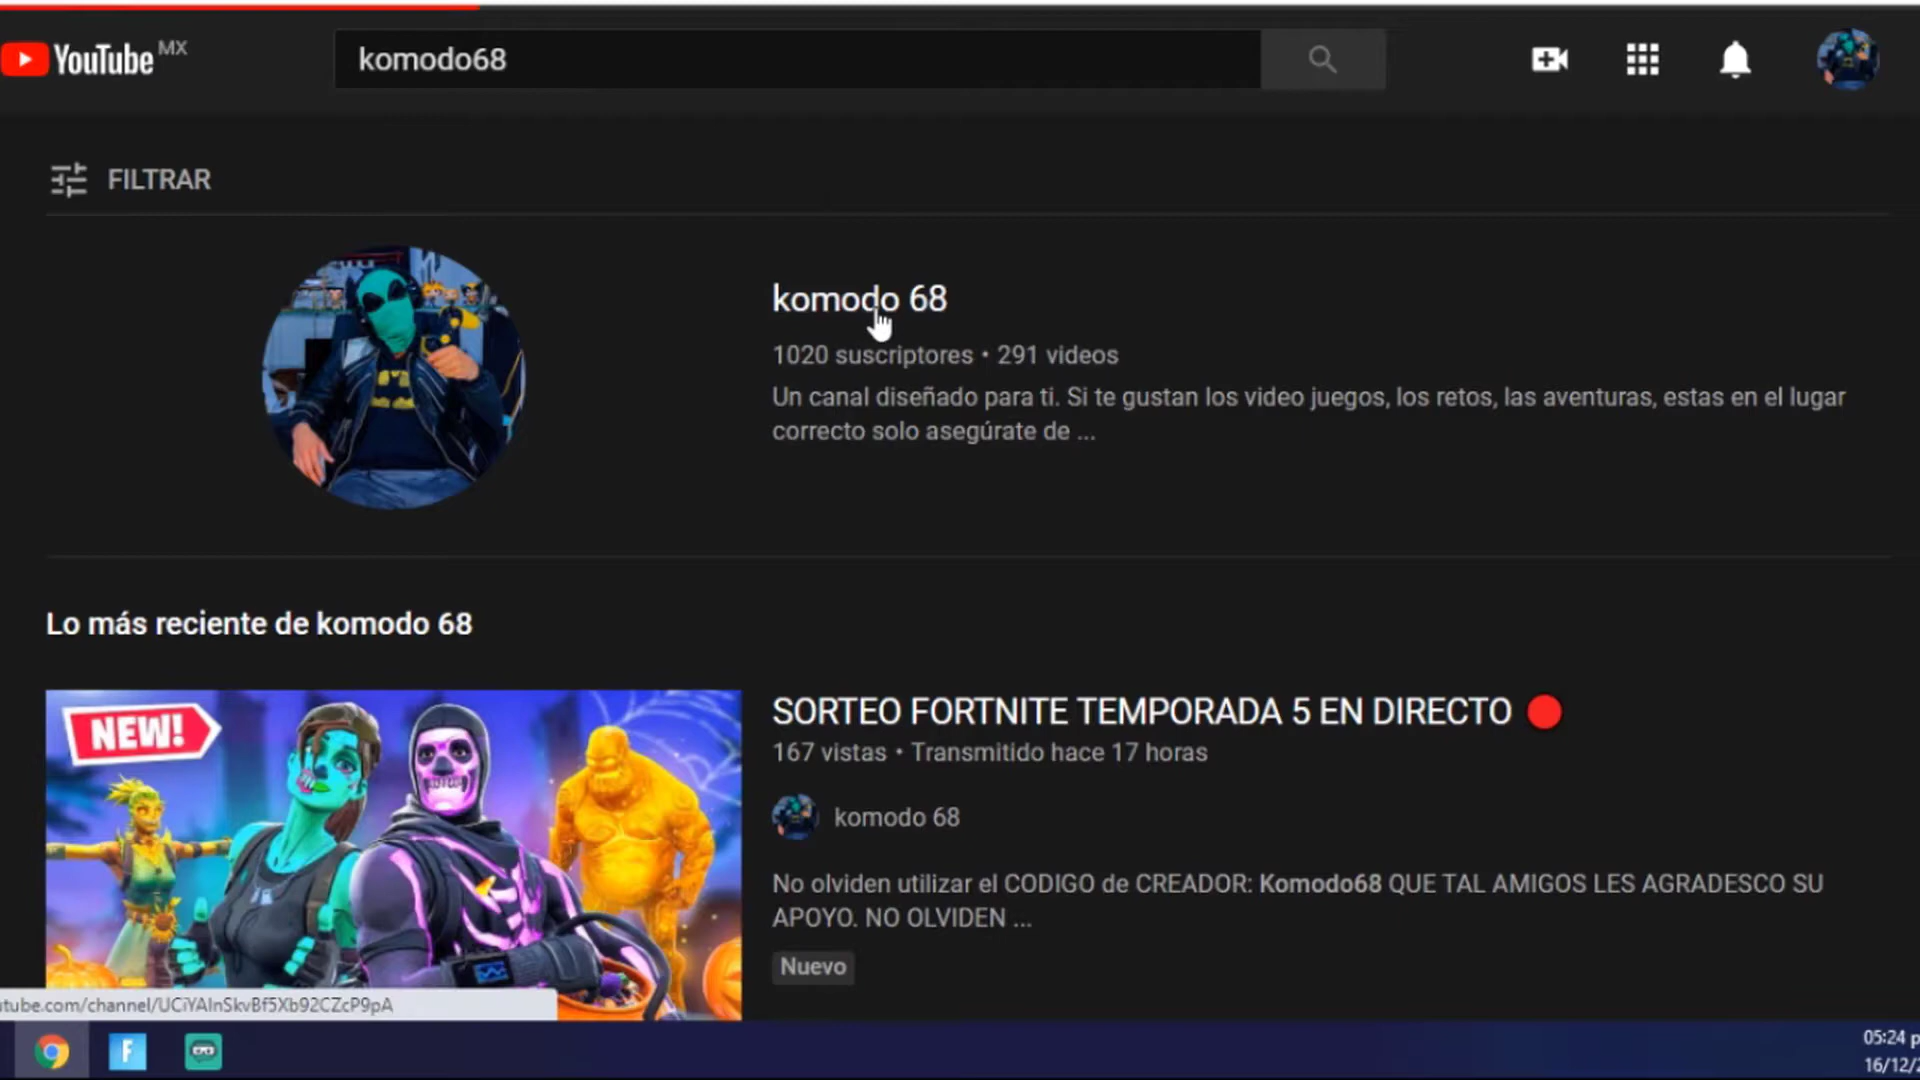 YouTube MX
komodo68
FILTRAR
komodo 68
1020 suscriptores • 291 videos
Un canal diseñado para ti. Si te gustan los video juegos, los retos, las aventuras, estas en el lugar
correcto solo asegúrate de ...
Lo más reciente de komodo 68
NEW!
SORTEO FORTNITE TEMPORADA 5 EN DIRECTO
167 vistas • Transmitido hace 17 horas
komodo 68
No olviden utilizar el CODIGO de CREADOR: Komodo68 QUE TAL AMIGOS LES AGRADESCO SU
APOYO. NO OLVIDEN ...
Nuevo
utube.com/channel/UCiYAInSkvBf5Xb92CZcP9pA
F
05:24 p
16/12/2